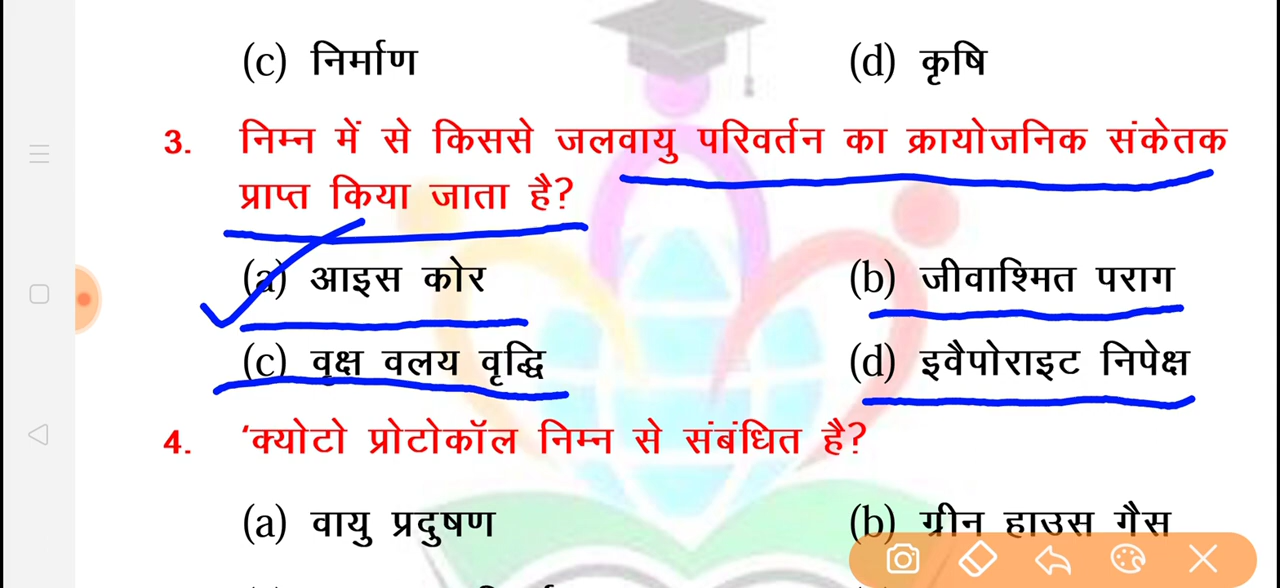 (c) निर्माण (d) कृषि
3. निम्न में से किससे जलवायु परिवर्तन का क्रायोजनिक संकेतक
प्राप्त किया जाता है?
(a) आइस कोर (b) जीवाश्मित पराग
(c) वृक्ष वलय वृद्धि (d) इवैपोराइट निपेक्ष
4. 'क्योटो प्रोटोकॉल निम्न से संबंधित है?
(a) वायु प्रदुषण (b) ग्रीन हाउस गैस